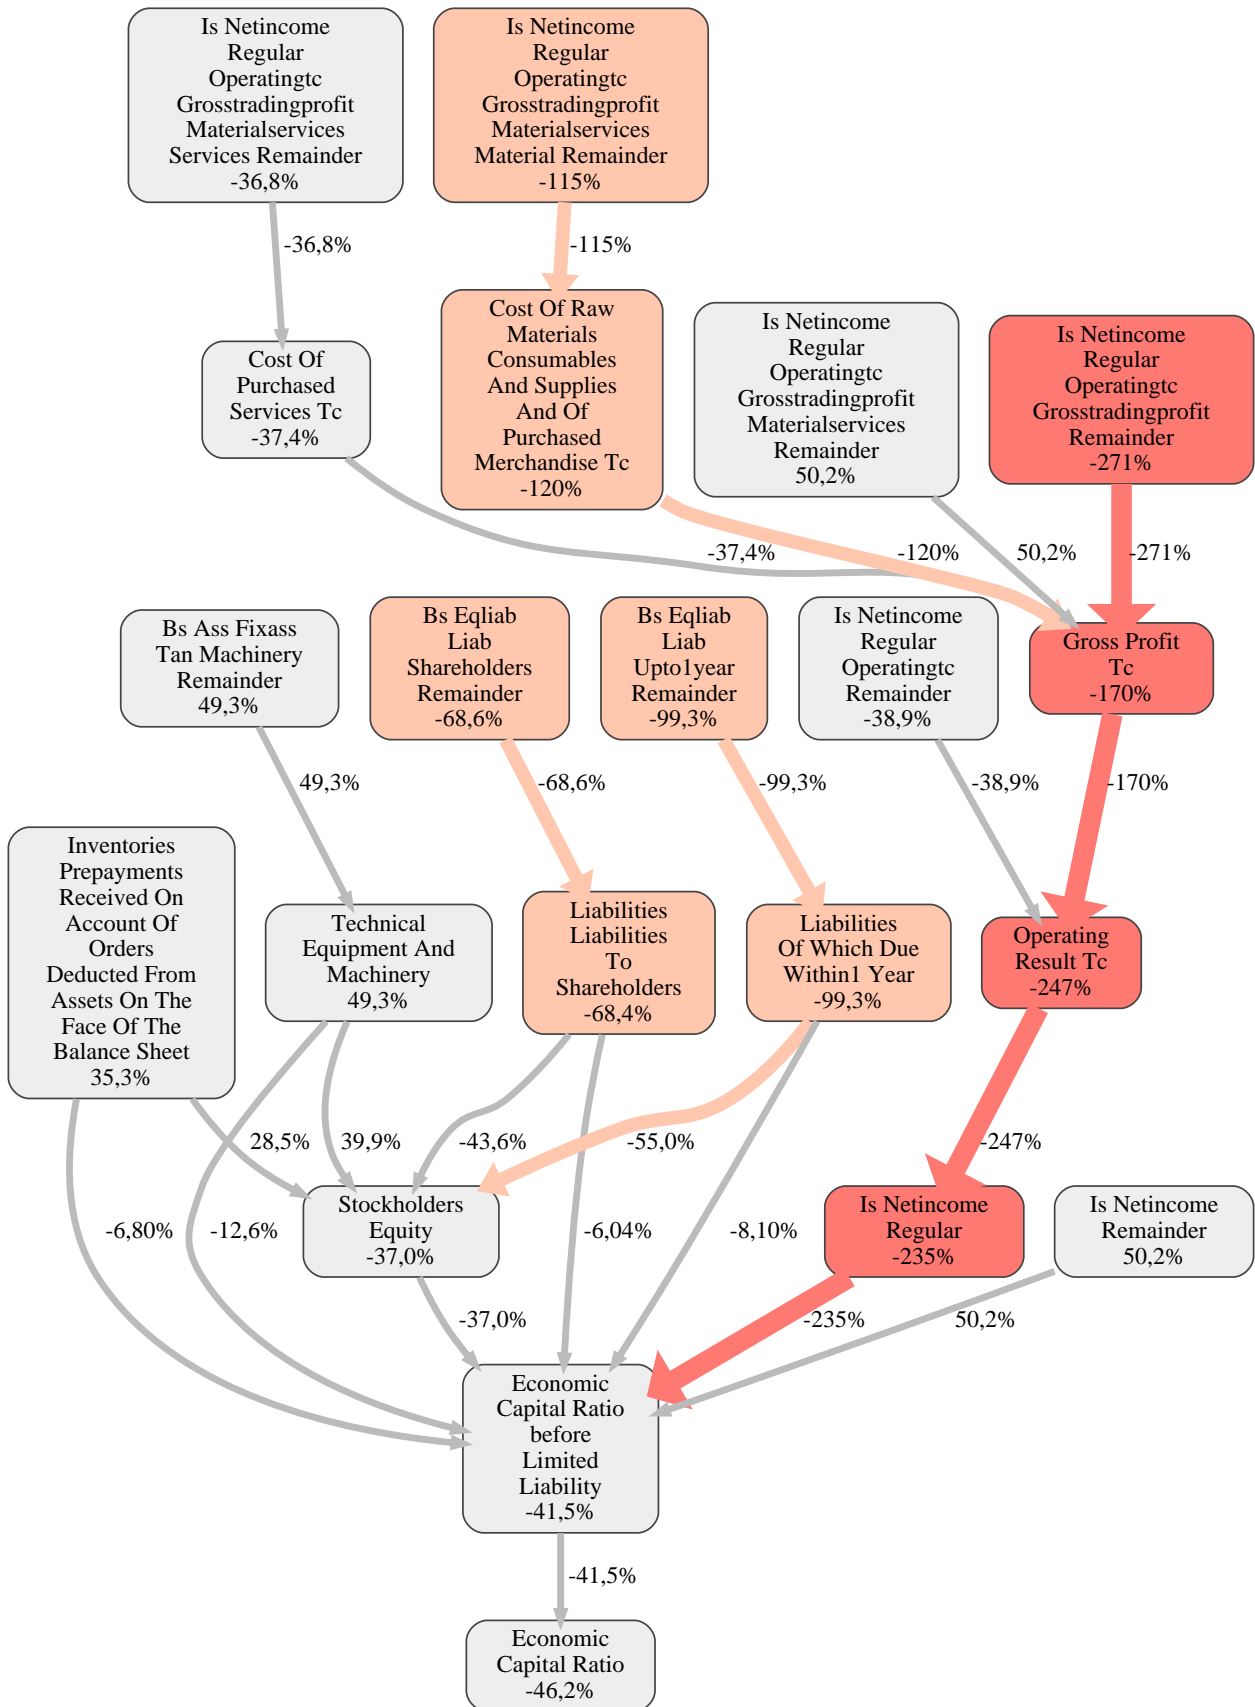 Is Netincome
Regular
Operatingtc
Grosstradingprofit
Materialservices
Services Remainder
-36,8%
Is Netincome
Regular
Operatingtc
Grosstradingprofit
Materialservices
Material Remainder
-115%
-36,8%
-115%
Cost Of
Purchased
Services Tc
-37,4%
Cost Of Raw
Materials
Consumables
And Supplies
And Of
Purchased
Merchandise Tc
-120%
Is Netincome
Regular
Operatingtc
Grosstradingprofit
Materialservices
Remainder
50,2%
Is Netincome
Regular
Operatingtc
Grosstradingprofit
Remainder
-271%
-37,4%
-120%
50,2%
-271%
Bs Ass Fixass
Tan Machinery
Remainder
49,3%
Bs Eqliab
Liab
Shareholders
Remainder
-68,6%
Bs Eqliab
Liab
Upto1year
Remainder
-99,3%
Is Netincome
Regular
Operatingtc
Remainder
-38,9%
Gross Profit
Tc
-170%
49,3%
-68,6%
-99,3%
-38,9%
-170%
Inventories
Prepayments
Received On
Account Of
Orders
Deducted From
Assets On The
Face Of The
Balance Sheet
35,3%
Technical
Equipment And
Machinery
49,3%
Liabilities
Liabilities
To
Shareholders
-68,4%
Liabilities
Of Which Due
Within1 Year
-99,3%
Operating
Result Tc
-247%
28,5%
39,9%
-43,6%
-55,0%
-247%
Stockholders
Equity
-37,0%
Is Netincome
Regular
-235%
Is Netincome
Remainder
50,2%
-6,80%
-12,6%
-6,04%
-8,10%
-37,0%
-235%
50,2%
Economic
Capital Ratio
before
Limited
Liability
-41,5%
-41,5%
Economic
Capital Ratio
-46,2%